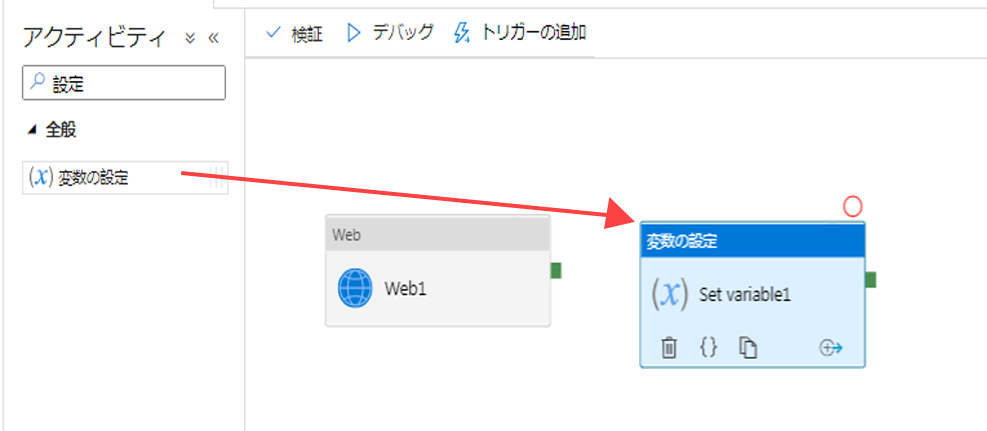 アクティビティ
検証
デバッグ
トリガーの追加
設定
全般
(x) 変数の設定
Web
Web1
変数の設定
(x) Set variable1
{}